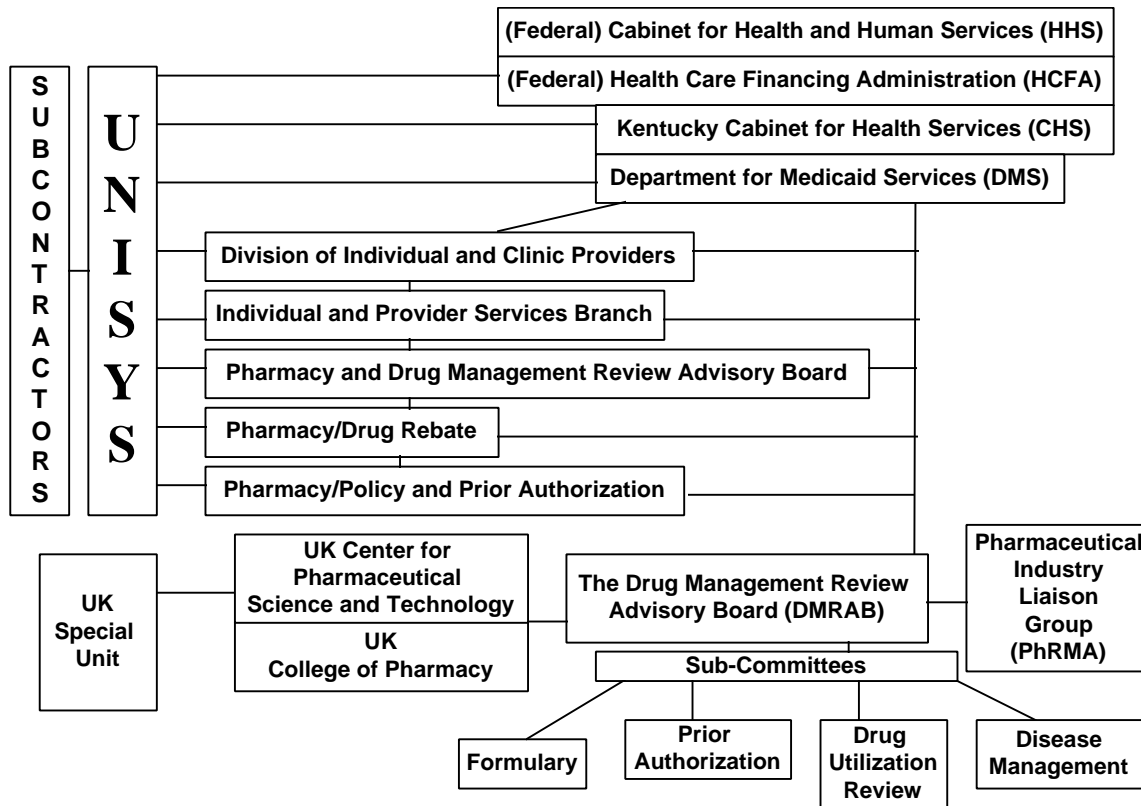 (Federal) Cabinet for Health and Human Services (HHS)
(Federal) Health Care Financing Administration (HCFA)
Kentucky Cabinet for Health Services (CHS)
Department for Medicaid Services (DMS)
SUBCONTRACTORS
UNISYS
Division of Individual and Clinic Providers
Individual and Provider Services Branch
Pharmacy and Drug Management Review Advisory Board
Pharmacy/Drug Rebate
Pharmacy/Policy and Prior Authorization
UK
Special
Unit
UK Center for
Pharmaceutical
Science and Technology
UK
College of Pharmacy
The Drug Management Review
Advisory Board (DMRAB)
Pharmaceutical
Industry
Liaison
Group
(PhRMA)
Sub-Committees
Formulary
Prior
Authorization
Drug
Utilization
Review
Disease
Management